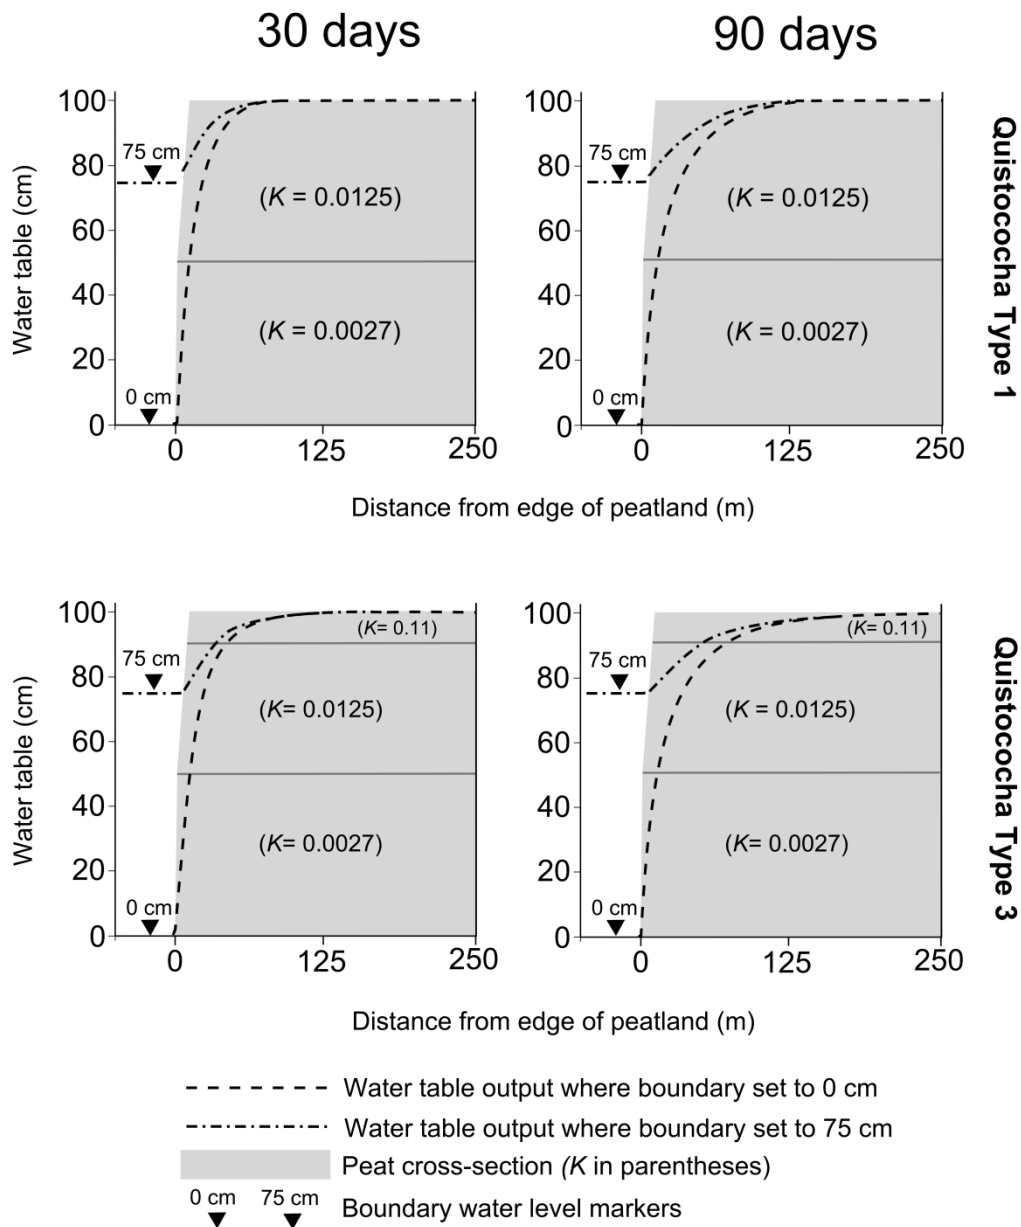 30 days
90 days
Water table (cm)
100
80
60
40
20
0
75 cm
0 cm
(K = 0.0125)
(K = 0.0027)
0
125
250
100
80
60
40
20
0
75 cm
0 cm
(K = 0.0125)
(K = 0.0027)
0
125
250
Quistococha Type 1
Distance from edge of peatland (m)
Water table (cm)
100
80
60
40
20
0
75 cm
0 cm
(K= 0.11)
(K= 0.0125)
(K= 0.0027)
0
125
250
100
80
60
40
20
0
75 cm
0 cm
(K= 0.11)
(K = 0.0125)
(K= 0.0027)
0
125
250
Quistococha Type 3
Distance from edge of peatland (m)
Water table output where boundary set to 0 cm
Water table output where boundary set to 75 cm
Peat cross-section (K in parentheses)
0 cm 75 cm
Boundary water level markers